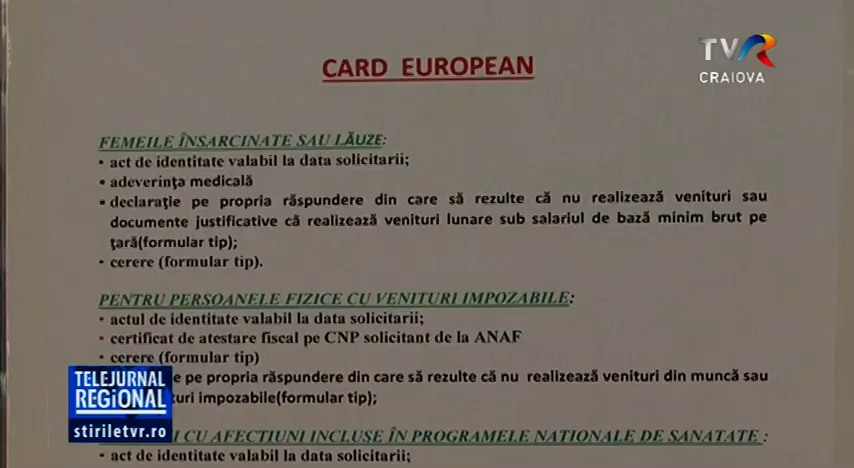 CARD EUROPEAN
TVR
CRAIOVA
FEMEILE ÎNSARCINATE SAU LĂUZE:
• act de identitate valabil la data solicitarii;
• adeverinţa medicală
• declaraţie pe propria răspundere din care să rezulte că nu realizează venituri sau
documente justificative că realizează venituri lunare sub salariul de bază minim brut pe
ţară(formular tip);
• cerere (formular tip).
PENTRU PERSOANELE FIZICE CU VENITURI IMPOZABILE:
• actul de identitate valabil la data solicitarii;
• certificat de atestare fiscal pe CNP solicitant de la ANAF
• cerere (formular tip)
pe propria răspundere din care să rezulte că nu realizează venituri din muncă sau
impozabile(formular tip);
CU AFECTIUNI INCLUSE ÎN PROGRAMELE NATIONALE DE SANATATE :
• act de identitate valabil la data solicitarii;
TELEJURNAL
REGIONAL
stiriletvr.ro